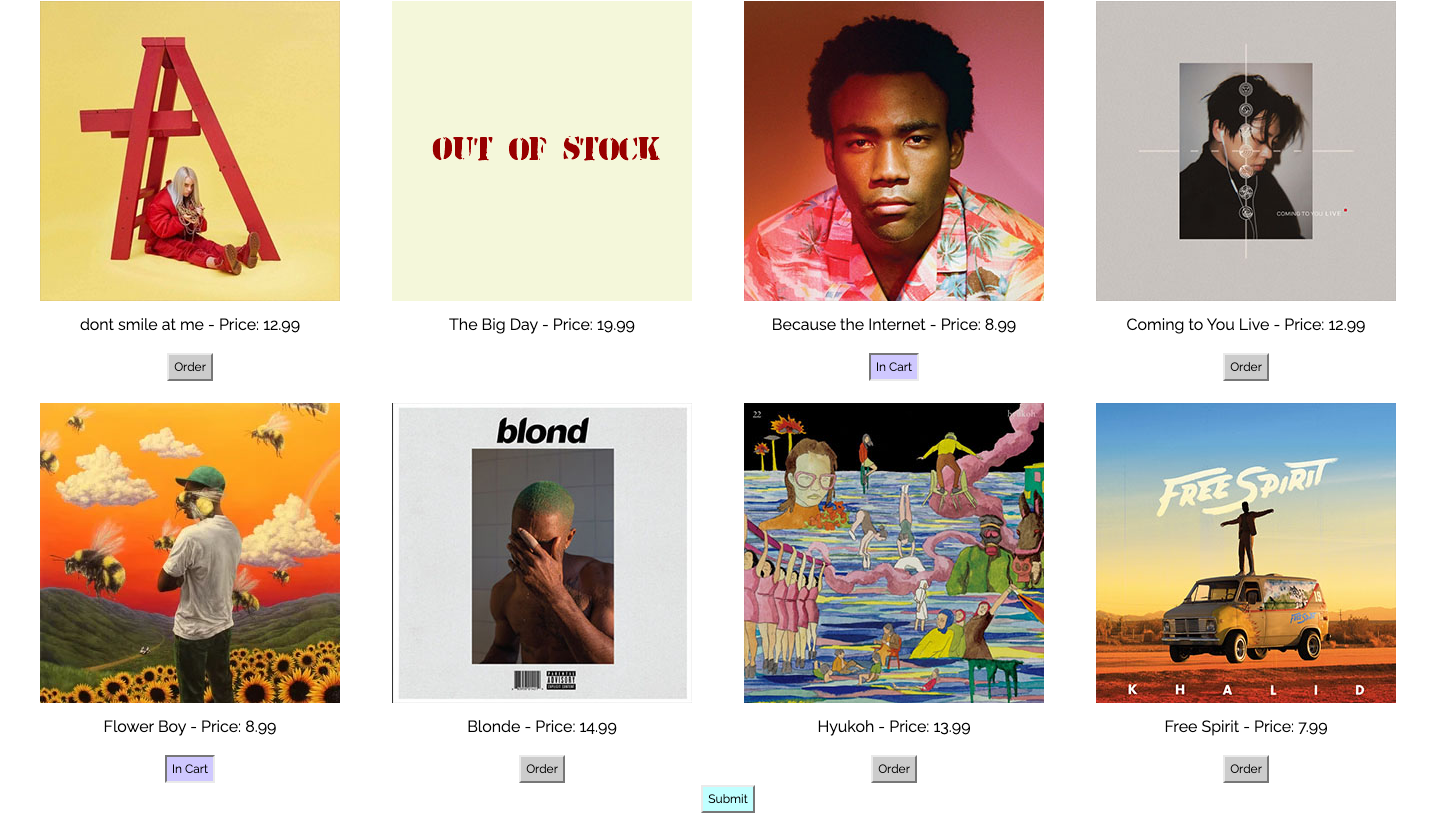 OUT OF STOCK
COMING TO YOU LIVE
dont smile at me - Price: 12.99
The Big Day - Price: 19.99
Because the Internet - Price: 8.99
Coming to You Live - Price: 12.99
Order
In Cart
Order
blond
PARENTAL
ADVISORY
EXPLICIT CONTENT
22
hyukoh
FREE SPIRIT
FREE SPIRIT
KHALID
Flower Boy - Price: 8.99
Blonde - Price: 14.99
Hyukoh - Price: 13.99
Free Spirit - Price: 7.99
In Cart
Order
Order
Order
Submit